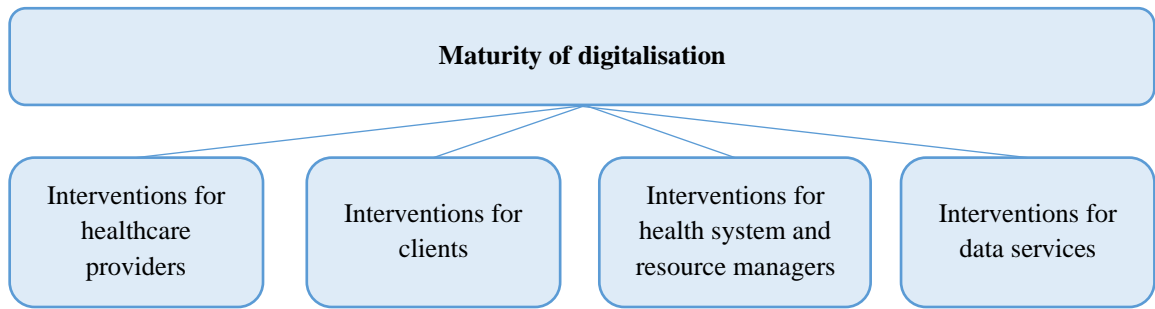 Maturity of digitalisation
Interventions for
healthcare
providers
Interventions for
clients
Interventions for
health system and
resource managers
Interventions for
data services